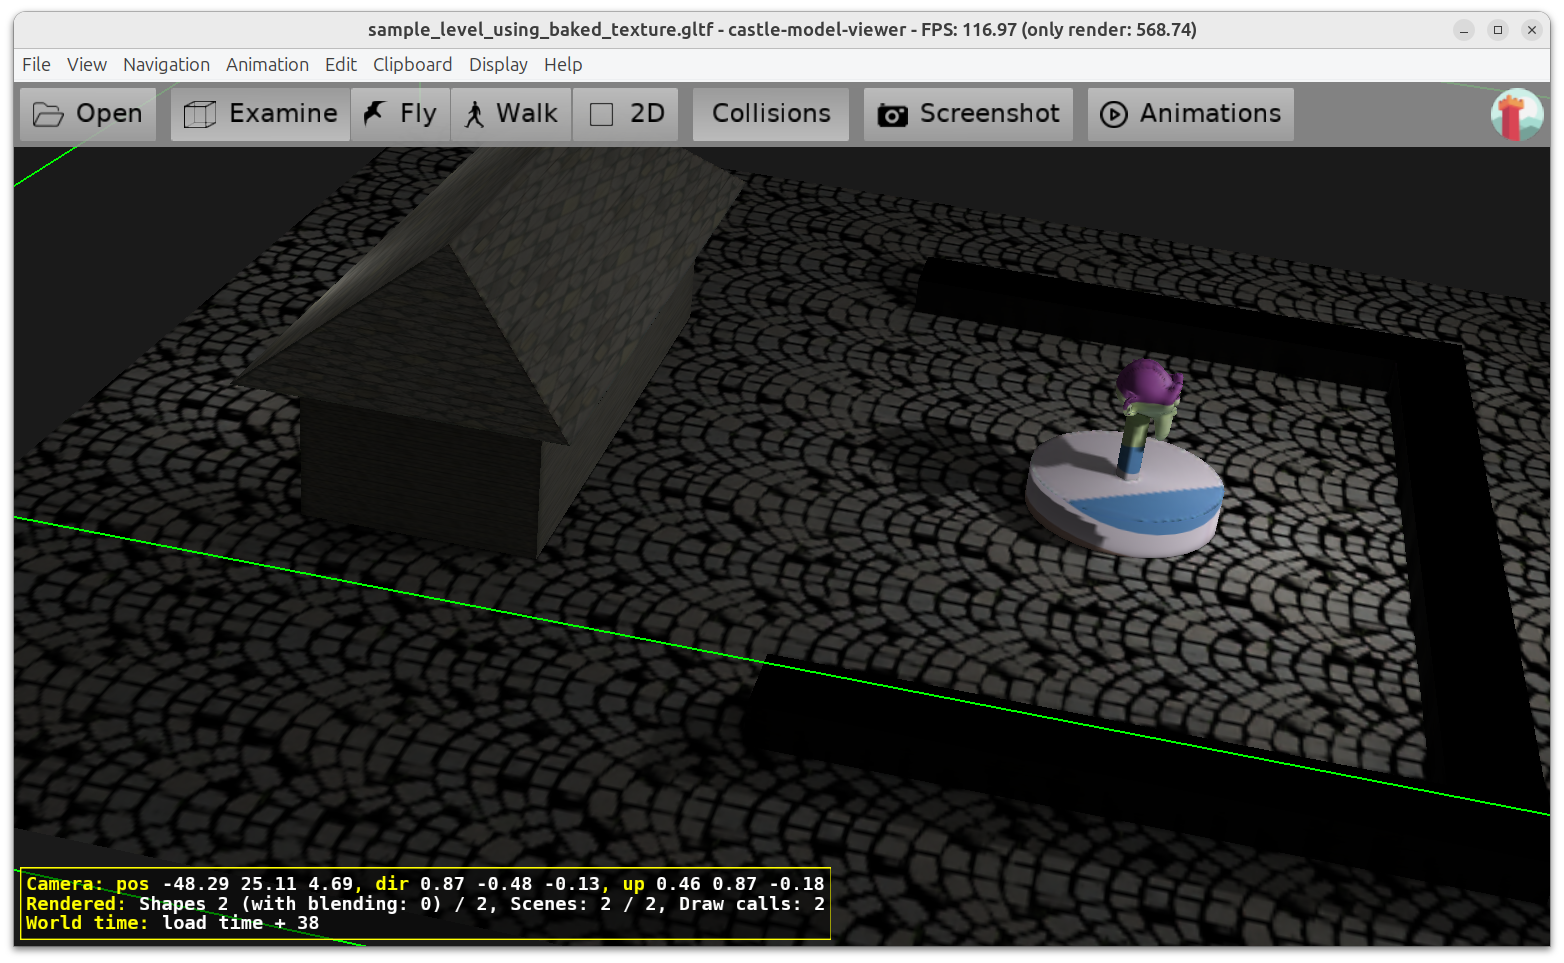 sample_level_using_baked_texture.gltf - castle-model-viewer - FPS: 116.97 (only render: 568.74)
File View Navigation Animation Edit Clipboard Display Help
Open Examine Fly Walk 2D Collisions Screenshot Animations
Camera: pos -48.29 25.11 4.69, dir 0.87 -0.48 -0.13, up 0.46 0.87 -0.18
Rendered: Shapes 2 (with blending: 0) / 2, Scenes: 2 / 2, Draw calls: 2
World time: load time + 38